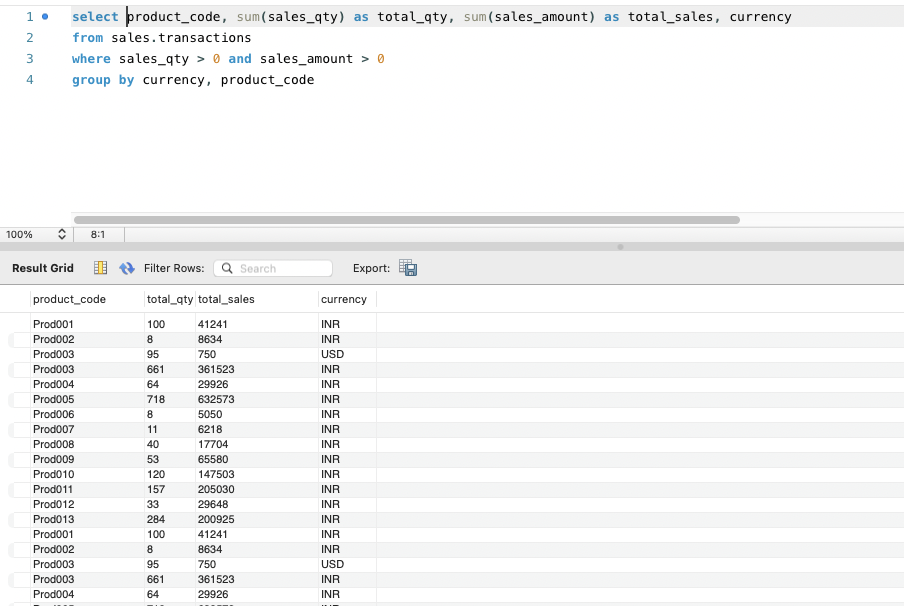 1 select product_code, sum(sales_qty) as total_qty, sum(sales_amount) as total_sales, currency
2 from sales.transactions
3 where sales_qty > 0 and sales_amount > 0
4 group by currency, product_code
100% 8:1
Result Grid Filter Rows: Search Export:
product_code total_qty total_sales currency
Prod001 100 41241 INR
Prod002 8 8634 INR
Prod003 95 750 USD
Prod003 661 361523 INR
Prod004 64 29926 INR
Prod005 718 632573 INR
Prod006 8 5050 INR
Prod007 11 6218 INR
Prod008 40 17704 INR
Prod009 53 65580 INR
Prod010 120 147503 INR
Prod011 157 205030 INR
Prod012 33 29648 INR
Prod013 284 200925 INR
Prod001 100 41241 INR
Prod002 8 8634 INR
Prod003 95 750 USD
Prod003 661 361523 INR
Prod004 64 29926 INR